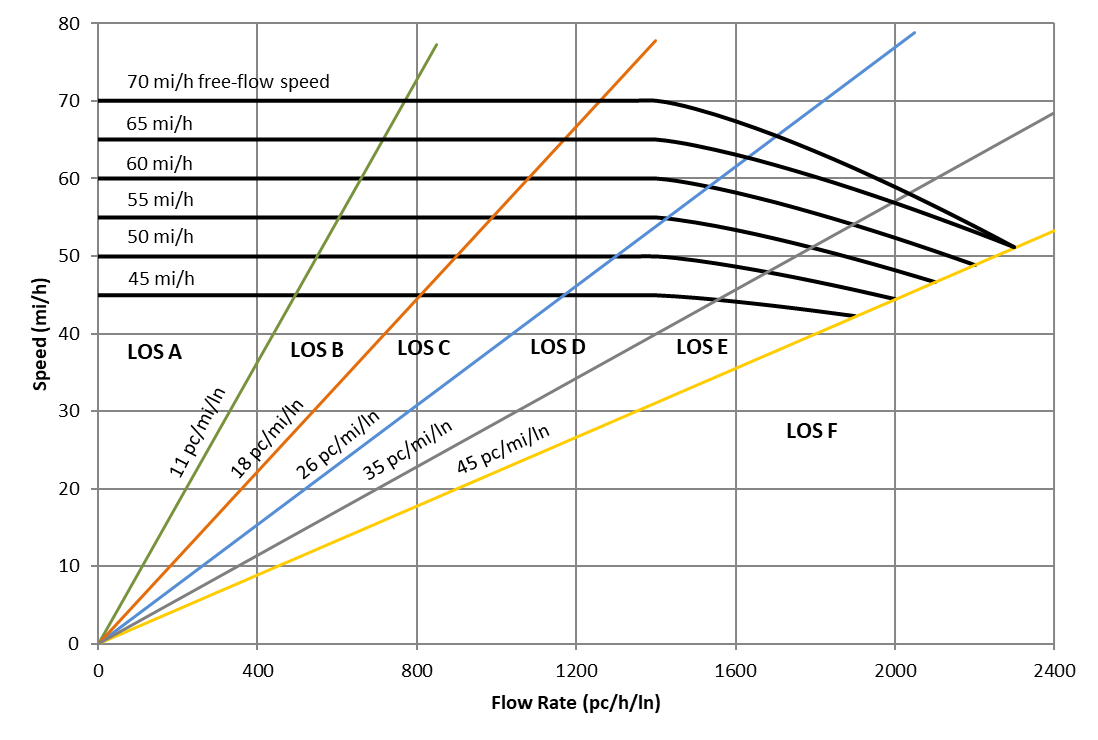 80
70 mi/h free-flow speed
70
65 mi/h
60 mi/h
60
55 mi/h
50 mi/h
50
45 mi/h
40
LOS A
LOS B
LOS C
LOS D
LOS E
30
11 pc/mi/ln
18 pc/mi/ln
26 pc/mi/ln
35 pc/mi/ln
45 pc/mi/ln
LOS F
20
10
0
Speed (mi/h)
0 400 800 1200 1600 2000 2400
Flow Rate (pc/h/ln)